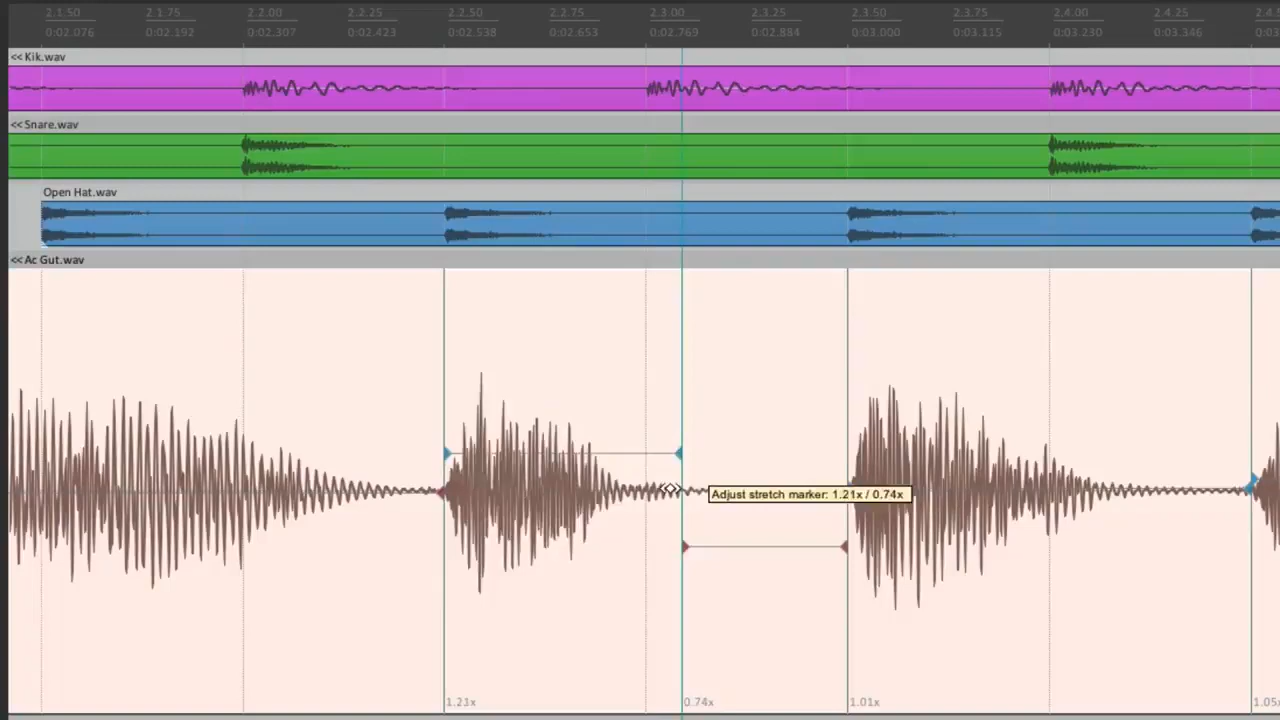 2.1.50 2.1.75 2.2.00 2.2.25 2.2.50 2.2.75 2.3.00 2.3.25 2.3.50 2.3.75 2.4.00 2.4.25
0:02.076 0:02.192 0:02.307 0:02.423 0:02.538 0:02.653 0:02.769 0:02.884 0:03.000 0:03.115 0:03.230 0:03.346
<< Kik.wav
<< Snare.wav
Open Hat.wav
<< Ac Gut.wav
Adjust stretch marker: 1.21x / 0.74x
1.23x 0.74x 1.01x 1.05